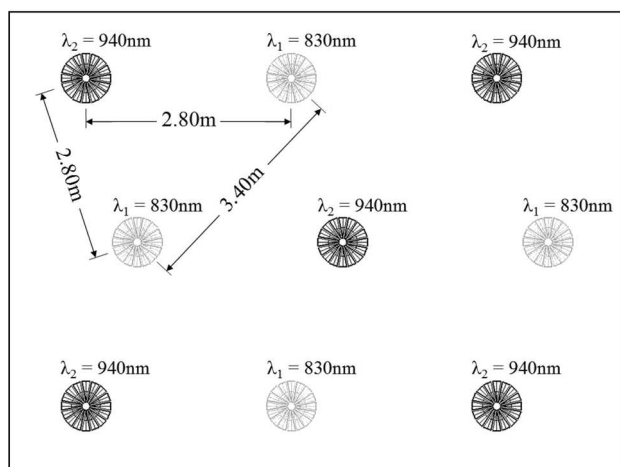 λ₂ = 940nm
λ₁ = 830nm
λ₂ = 940nm
2.80m
2.80m
3.40m
λ₁ = 830nm
λ₂ = 940nm
λ₁ = 830nm
λ₂ = 940nm
λ₁ = 830nm
λ₂ = 940nm